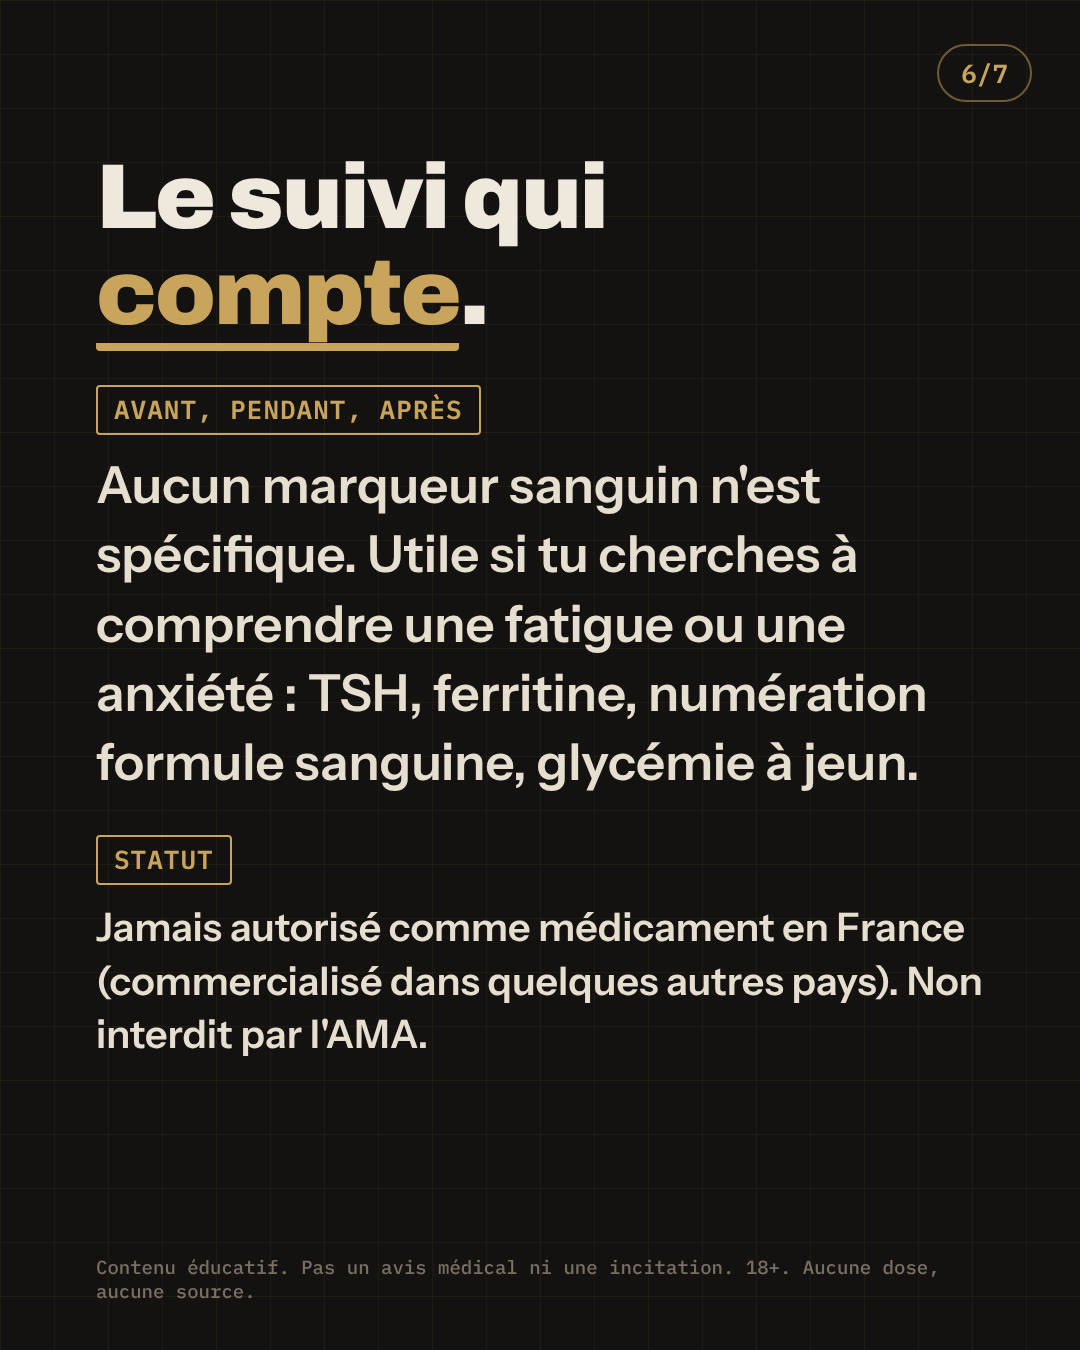 6/7
Le suivi qui
compte.
AVANT, PENDANT, APRÈS
Aucun marqueur sanguin n'est
spécifique. Utile si tu cherches à
comprendre une fatigue ou une
anxiété : TSH, ferritine, numération
formule sanguine, glycémie à jeun.
STATUT
Jamais autorisé comme médicament en France
(commercialisé dans quelques autres pays). Non
interdit par l'AMA.
Contenu éducatif. Pas un avis médical ni une incitation. 18+. Aucune dose,
aucune source.